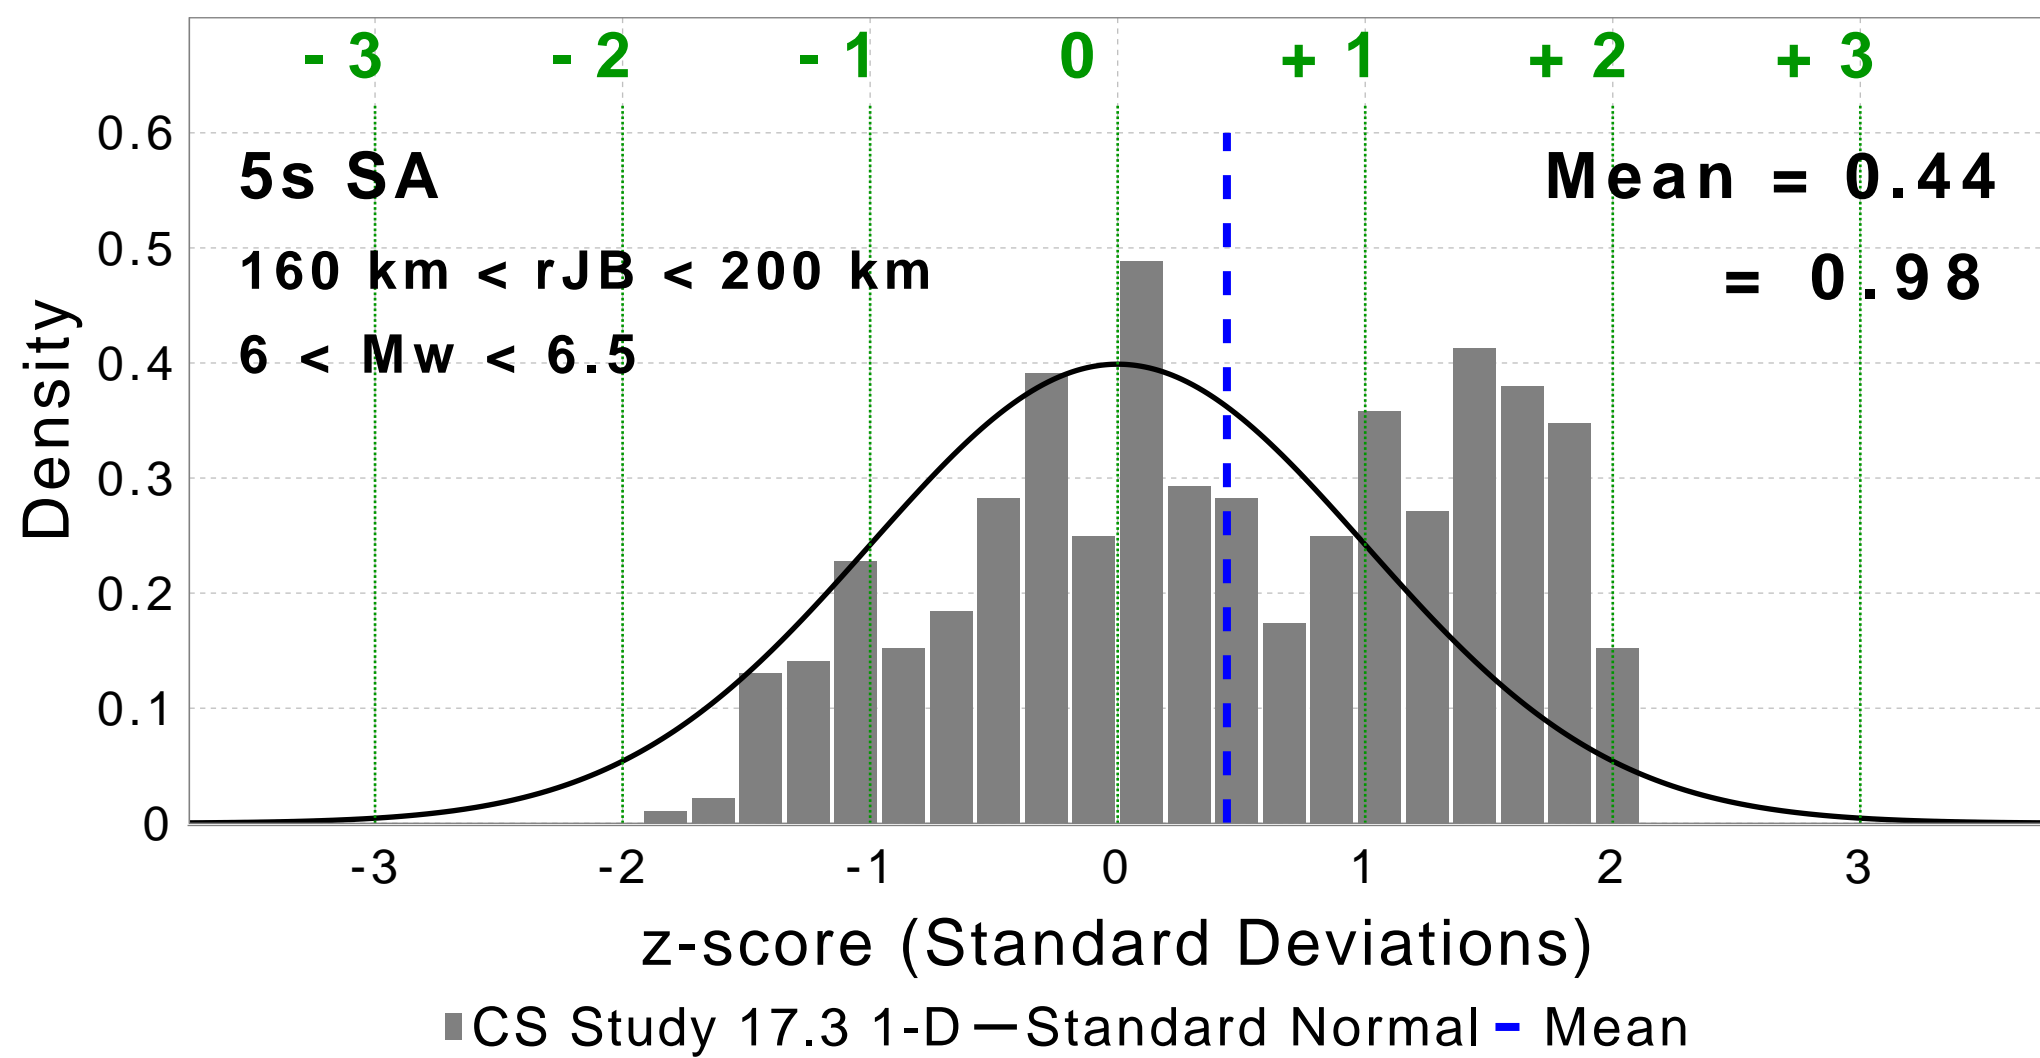 - 3 - 2 - 1 0 + 1 + 2 + 3
0.6
5s SA
Mean = 0.44
0.5
160 km < rJB < 200 km
= 0.98
0.4
6 < Mw < 6.5
0.3
0.2
0.1
0
Density
-3 -2 -1 0 1 2 3
z-score (Standard Deviations)
CS Study 17.3 1-D Standard Normal Mean